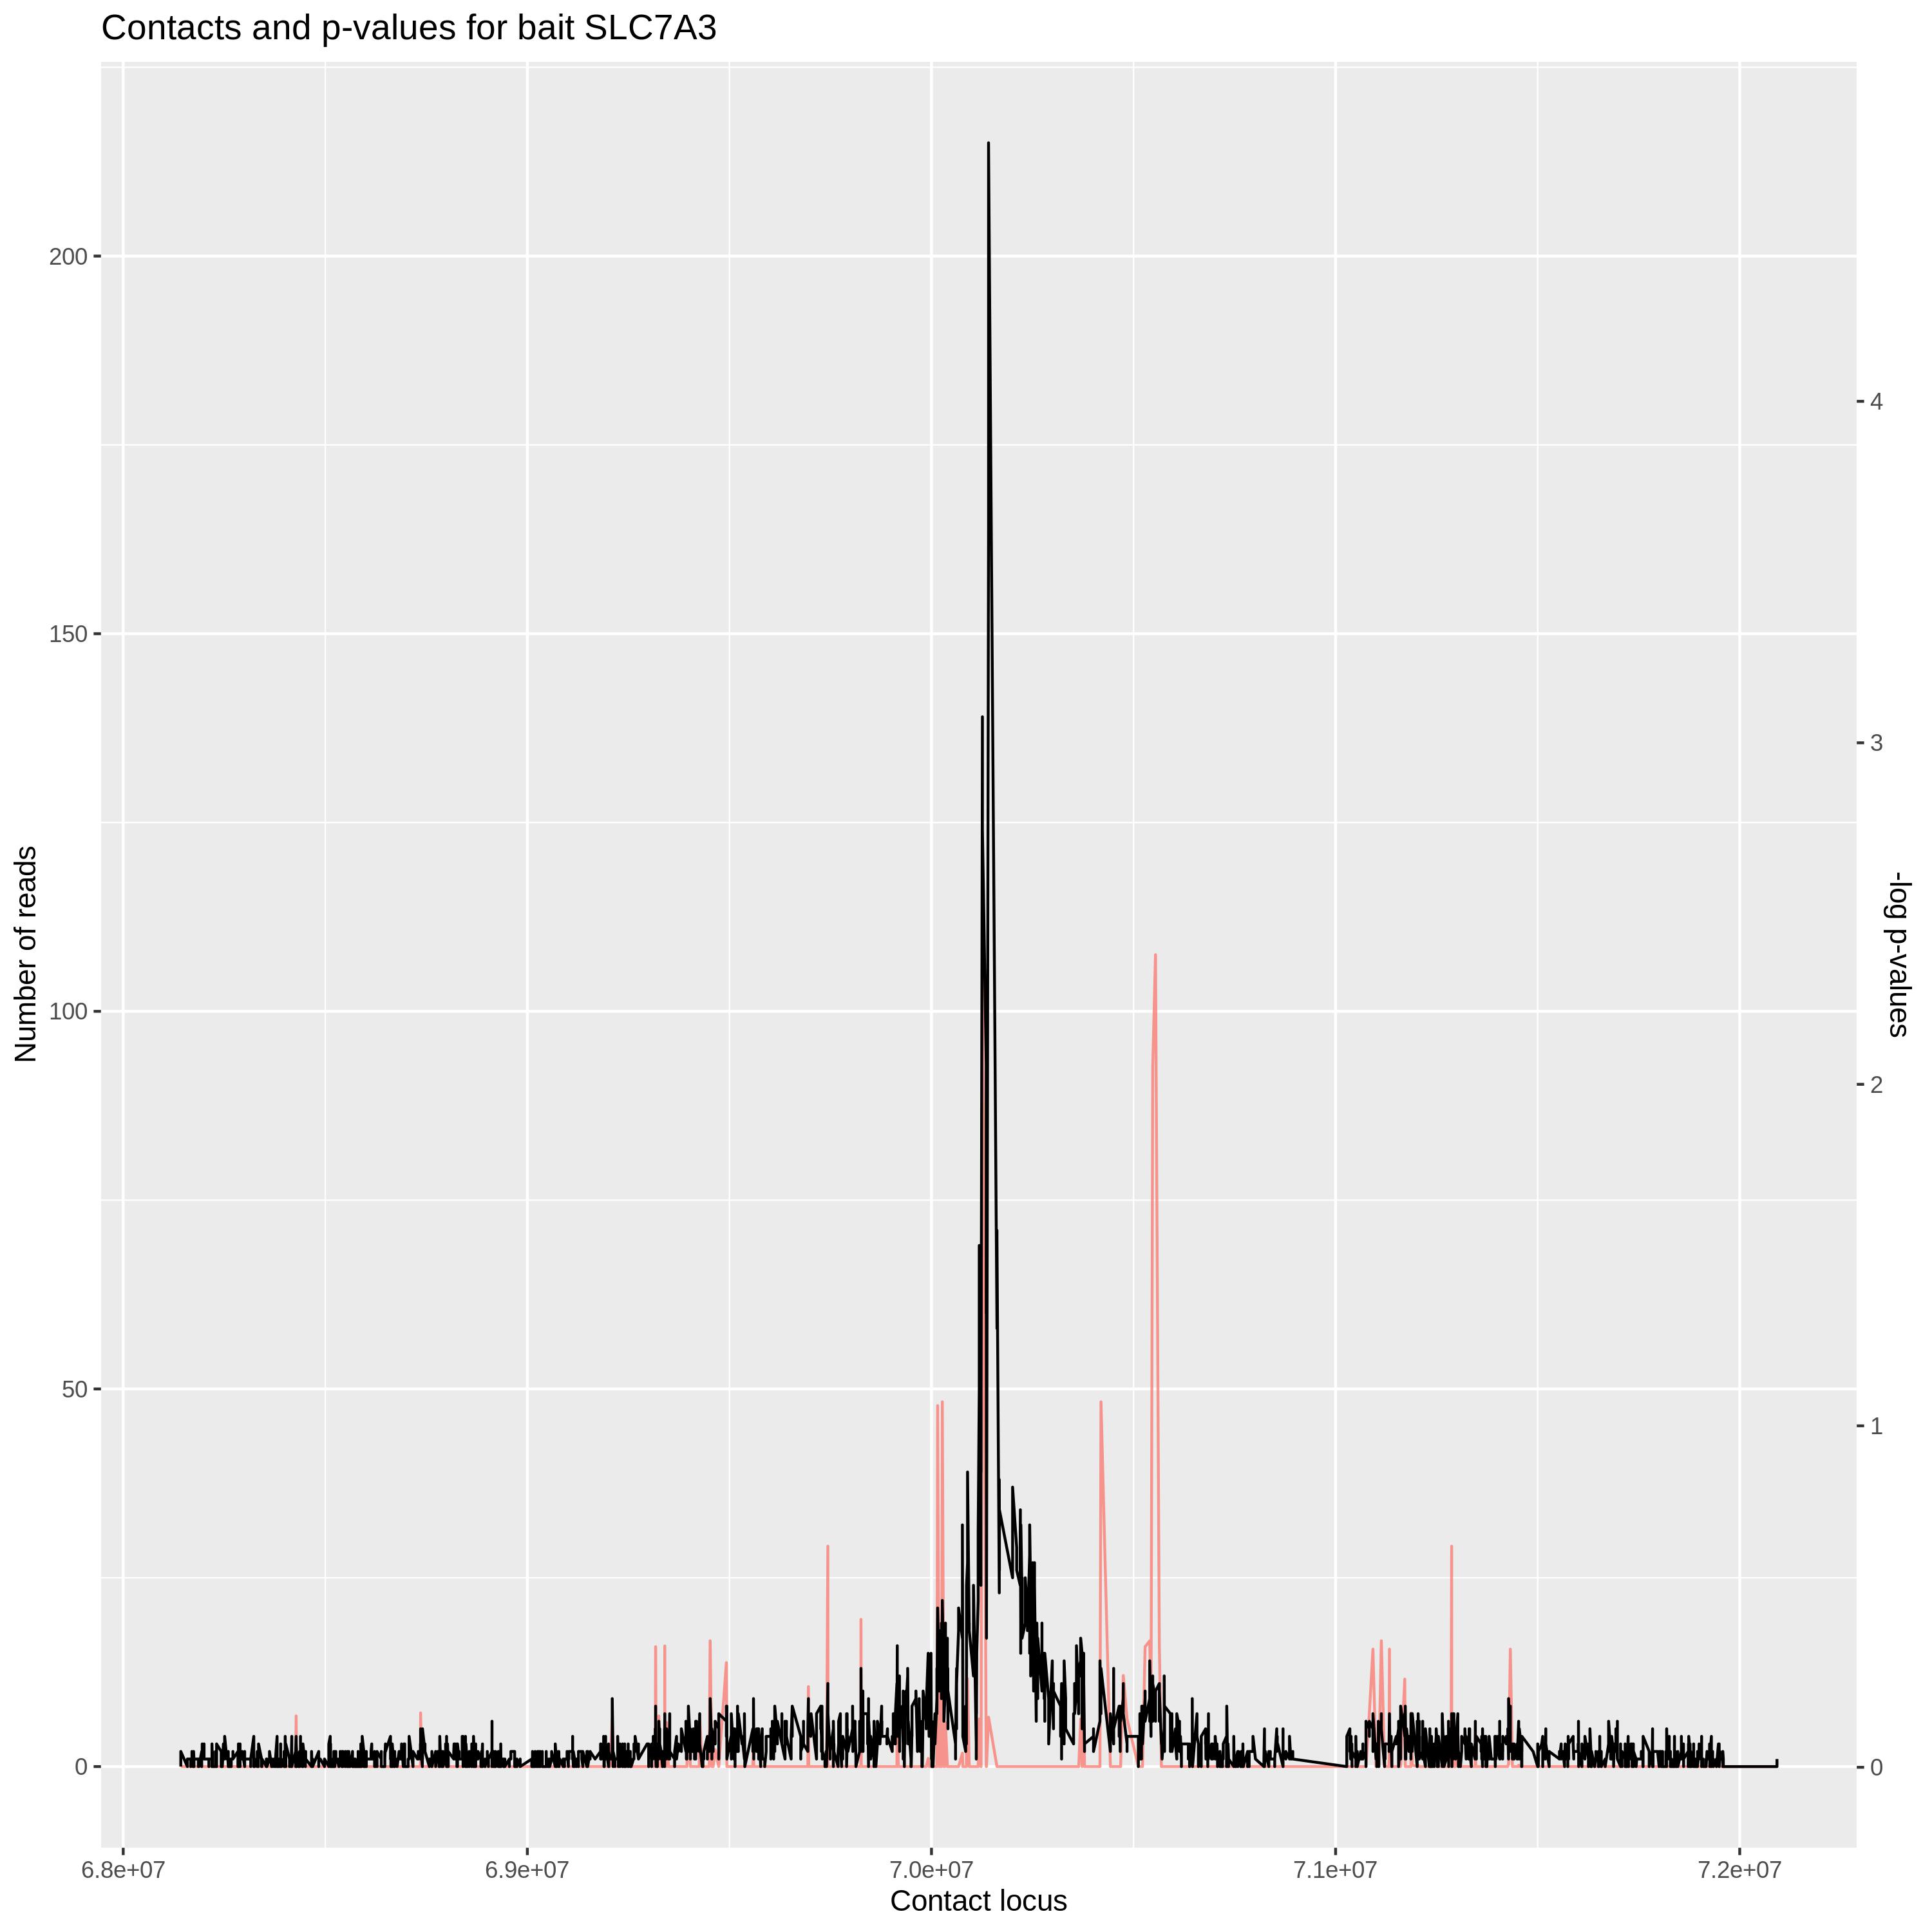 Contacts and p-values for bait SLC7A3
200
150
100
50
0
Number of reads
4
3
2
1
0
-log p-values
6.8e+07
6.9e+07
7.0e+07
7.1e+07
7.2e+07
Contact locus